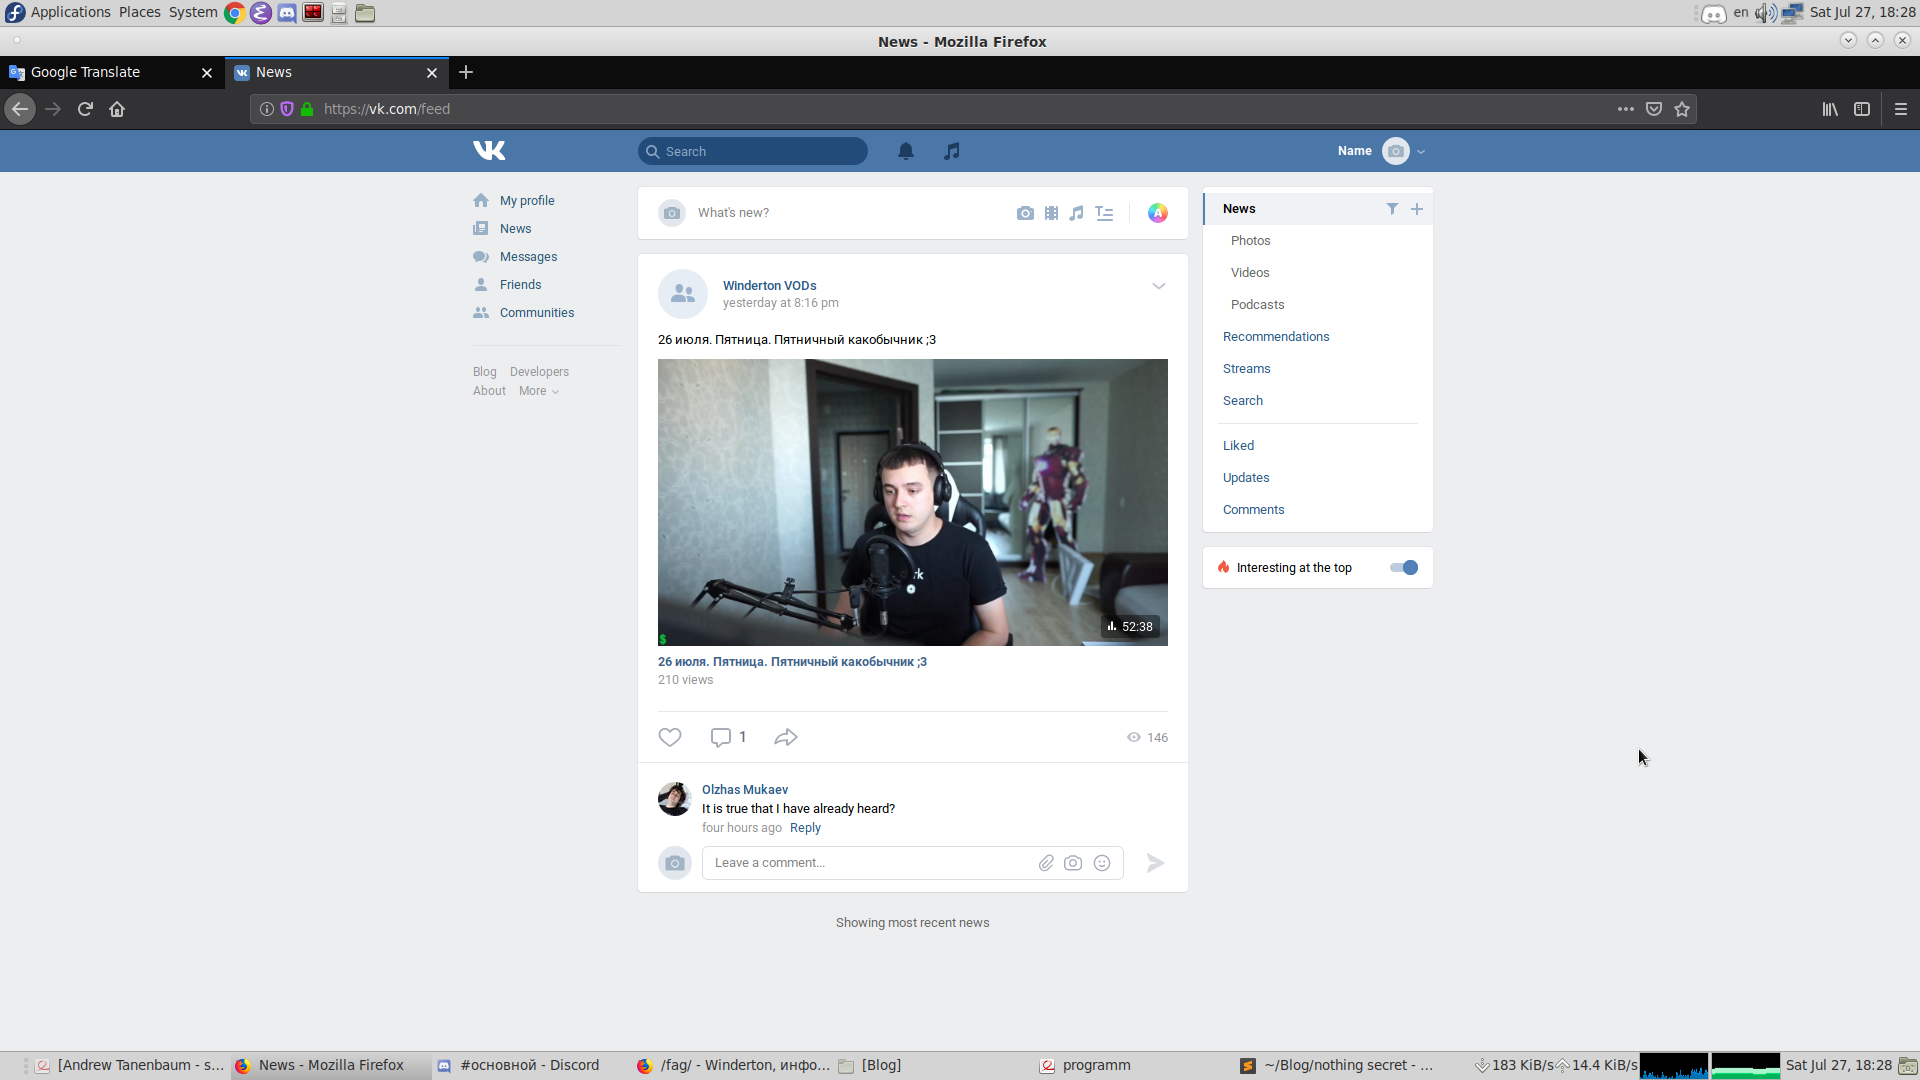 Applications Places System en Sat Jul 27, 18:28
News - Mozilla Firefox
Google Translate News
https://vk.com/feed
Search
Name
My profile
News
Messages
Friends
Communities
Blog Developers
About More
What's new?
Winderton VODs
yesterday at 8:16 pm
26 июля. Пятница. Пятничный какобычник ;3
rk
$
52:38
26 июля. Пятница. Пятничный какобычник ;3
210 views
1
146
Olzhas Mukaev
It is true that I have already heard?
four hours ago Reply
Leave a comment...
Showing most recent news
News
Photos
Videos
Podcasts
Recommendations
Streams
Search
Liked
Updates
Comments
Interesting at the top
[Andrew Tanenbaum - s... News - Mozilla Firefox #основной - Discord /fag/ - Winderton, инфо... [Blog] programm ~/Blog/nothing secret - ... 183 KiB/s 14.4 KiB/s Sat Jul 27, 18:28